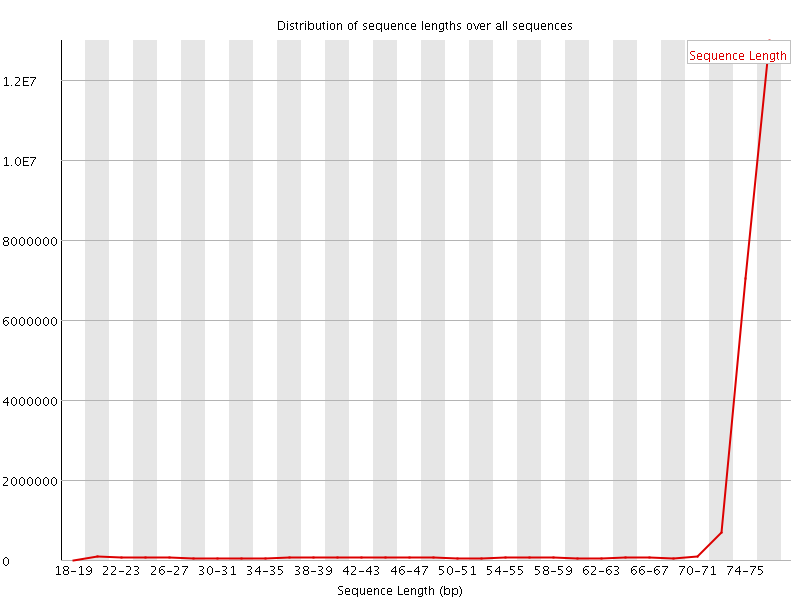 Distribution of sequence lengths over all sequences
Sequence Length
1.2E7
1.0E7
8000000
6000000
4000000
2000000
0
18-19 22-23 26-27 30-31 34-35 38-39 42-43 46-47 50-51 54-55 58-59 62-63 66-67 70-71 74-75
Sequence Length (bp)